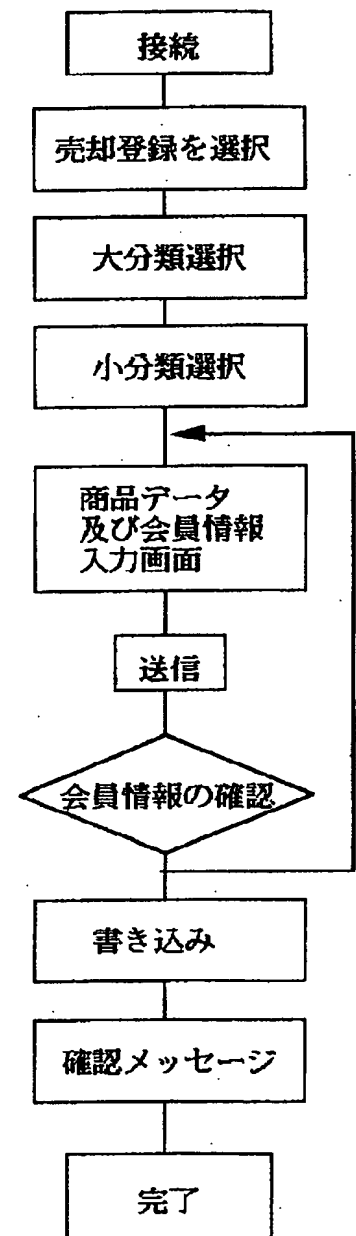 接続
売却登録を選択
大分類選択
小分類選択
商品データ
及び会員情報
入力画面
送信
会員情報の確認
書き込み
確認メッセージ
完了